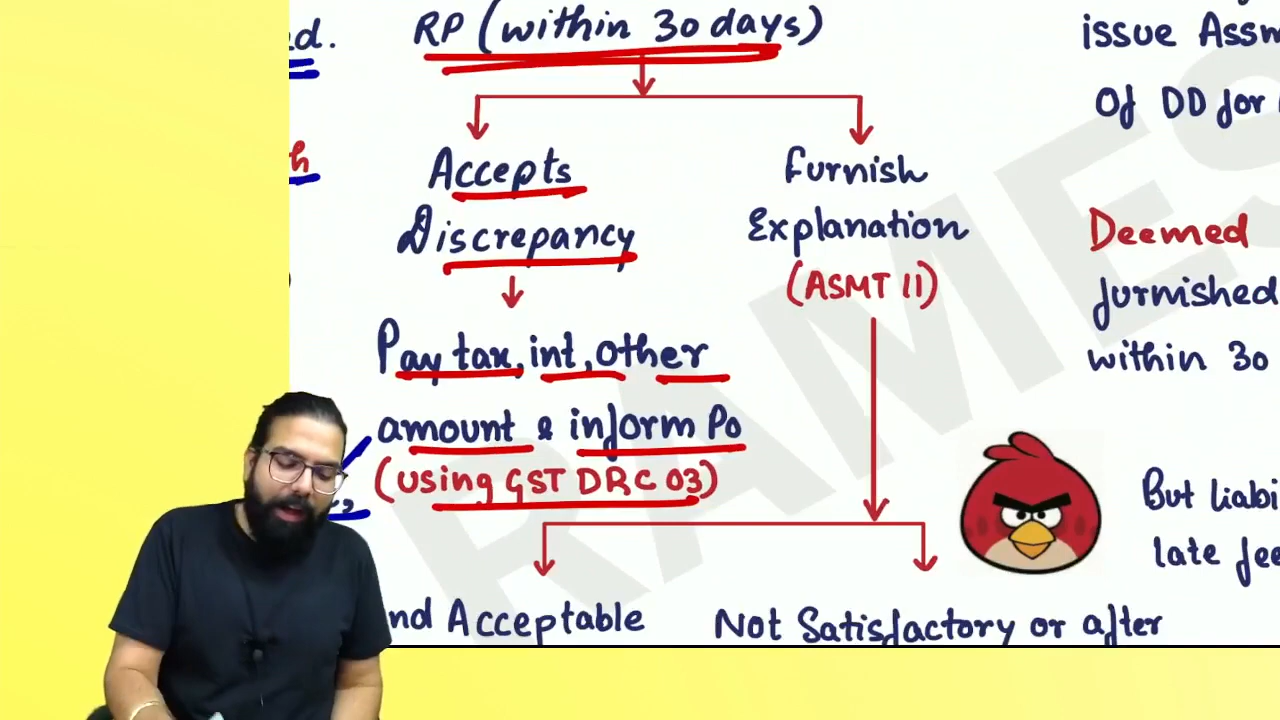 RP (within 30 days)
Accepts
Discrepancy
Pay tax, int, other
amount & inform Po
(using GST DRC 03)
Furnish
Explanation
(ASMT 11)
nd Acceptable
Not Satisfactory or after
issue Assm
Of DD for
Deemed
furnished
within 30
But Liabi
late fee
ed.
h
RAMES